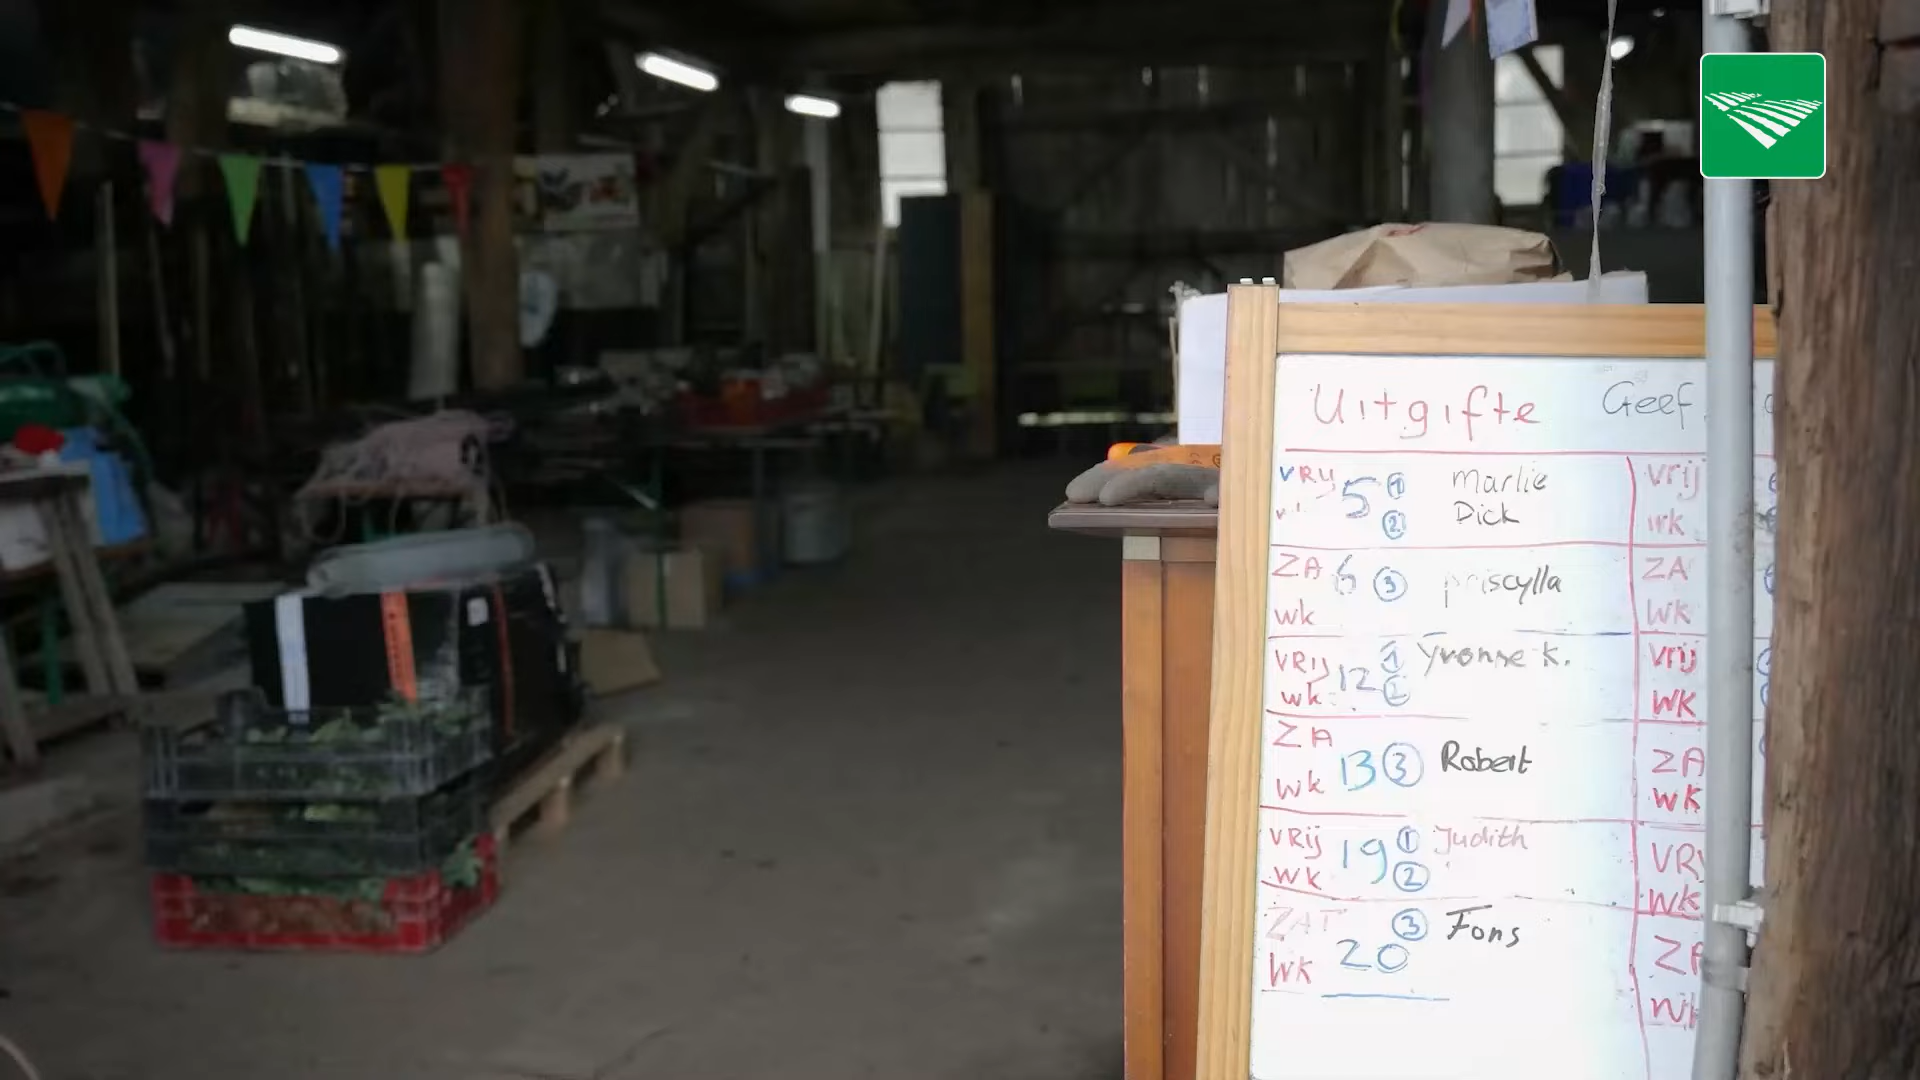 Uitgifte Geef
VRIJ 5 1 Marlie
2 Dick
ZA 6 3 priscylla
wk
VRIJ 12 1 Yvonne K.
wk 2
ZA 13 3 Robert
wk
VRij 19 1 Judith
wk 2
ZAT 20 3 Fons
WK
vrij
wk
ZA
WK
vrij
WK
ZA
WK
VRIJ
WK